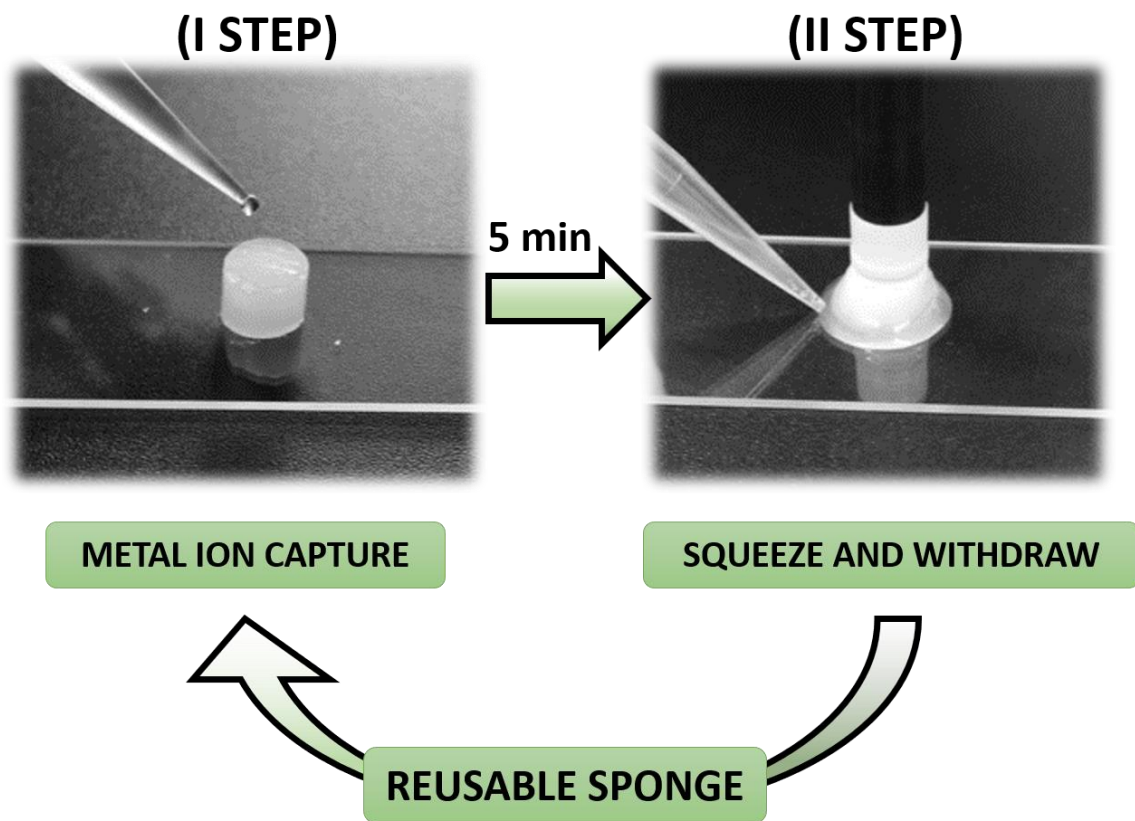 (I STEP)
(II STEP)
5 min
METAL ION CAPTURE
SQUEEZE AND WITHDRAW
REUSABLE SPONGE